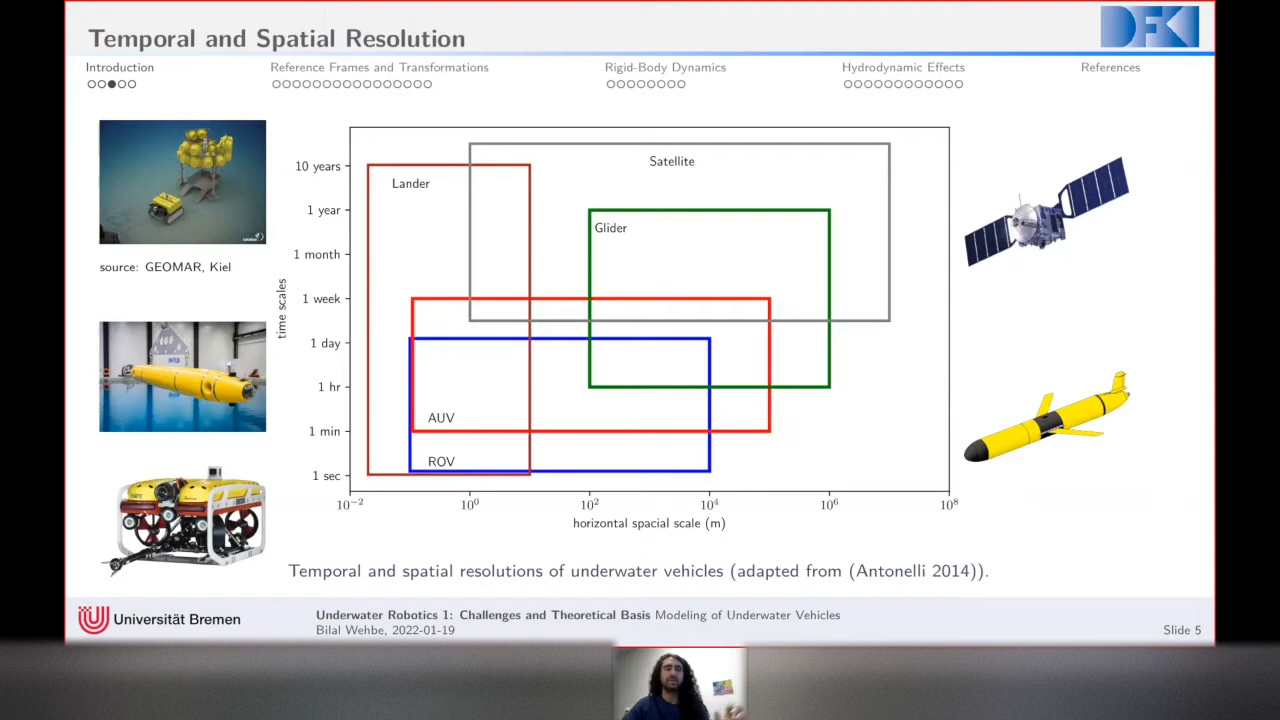 Temporal and Spatial Resolution
DFKI
Introduction
Reference Frames and Transformations
Rigid-Body Dynamics
Hydrodynamic Effects
References
source: GEOMAR, Kiel
time scales
10 years
1 year
1 month
1 week
1 day
1 hr
1 min
1 sec
Lander
Satellite
Glider
AUV
ROV
10⁻²
10⁰
10²
10⁴
10⁶
10⁸
horizontal spacial scale (m)
Temporal and spatial resolutions of underwater vehicles (adapted from (Antonelli 2014)).
Universität Bremen
Underwater Robotics 1: Challenges and Theoretical Basis Modeling of Underwater Vehicles
Bilal Wehbe, 2022-01-19
Slide 5